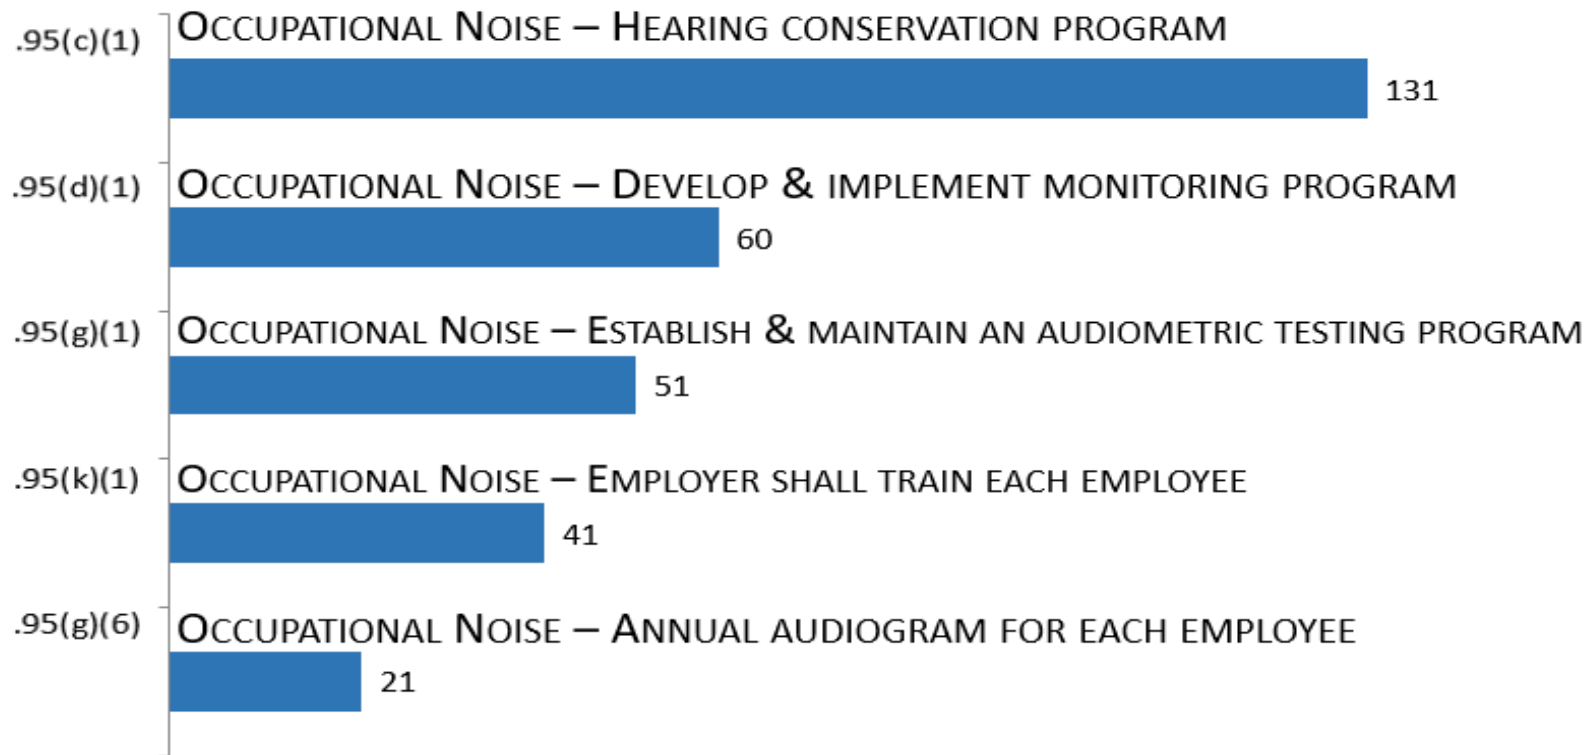 .95(c)(1) OCCUPATIONAL NOISE – HEARING CONSERVATION PROGRAM
131
.95(d)(1) OCCUPATIONAL NOISE – DEVELOP & IMPLEMENT MONITORING PROGRAM
60
.95(g)(1) OCCUPATIONAL NOISE – ESTABLISH & MAINTAIN AN AUDIOMETRIC TESTING PROGRAM
51
.95(k)(1) OCCUPATIONAL NOISE – EMPLOYER SHALL TRAIN EACH EMPLOYEE
41
.95(g)(6) OCCUPATIONAL NOISE – ANNUAL AUDIOGRAM FOR EACH EMPLOYEE
21